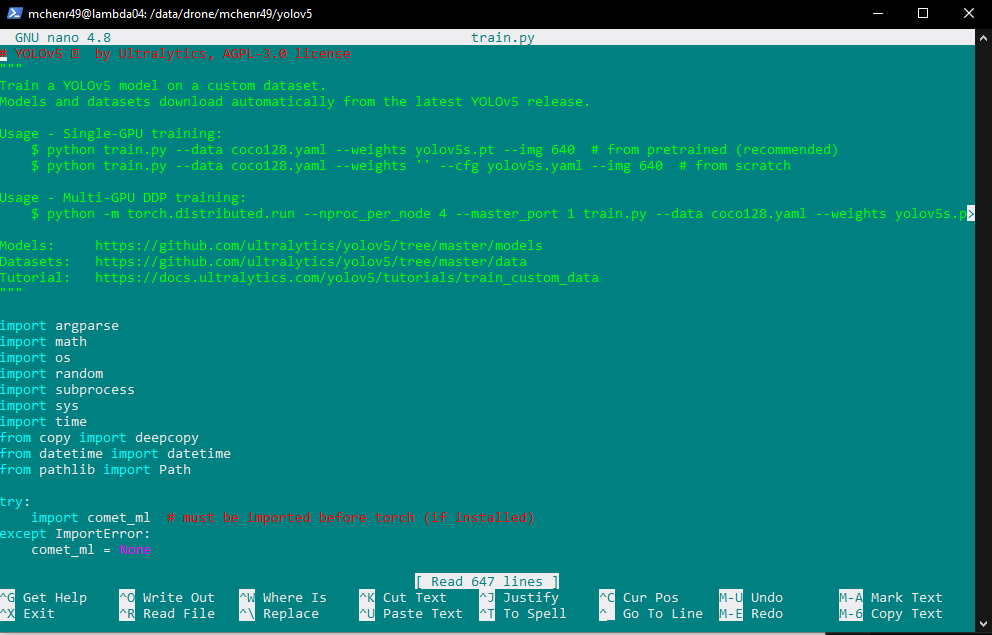 mchenr49@lambda04: /data/drone/mchenr49/yolov5
GNU nano 4.8 train.py
# YOLOv5 by Ultralytics, AGPL-3.0 license
"""
Train a YOLOv5 model on a custom dataset.
Models and datasets download automatically from the latest YOLOv5 release.
Usage - Single-GPU training:
$ python train.py --data coco128.yaml --weights yolov5s.pt --img 640 # from pretrained (recommended)
$ python train.py --data coco128.yaml --weights '' --cfg yolov5s.yaml --img 640 # from scratch
Usage - Multi-GPU DDP training:
$ python -m torch.distributed.run --nproc_per_node 4 --master_port 1 train.py --data coco128.yaml --weights yolov5s.p>
Models: https://github.com/ultralytics/yolov5/tree/master/models
Datasets: https://github.com/ultralytics/yolov5/tree/master/data
Tutorial: https://docs.ultralytics.com/yolov5/tutorials/train_custom_data
"""
import argparse
import math
import os
import random
import subprocess
import sys
import time
from copy import deepcopy
from datetime import datetime
from pathlib import Path
try:
import comet_ml # must be imported before torch (if installed)
except ImportError:
comet_ml = None
[ Read 647 lines ]
^G Get Help ^O Write Out ^W Where Is ^K Cut Text ^J Justify ^C Cur Pos M-U Undo M-A Mark Text
^X Exit ^R Read File ^\ Replace ^U Paste Text ^T To Spell ^_ Go To Line M-E Redo M-6 Copy Text